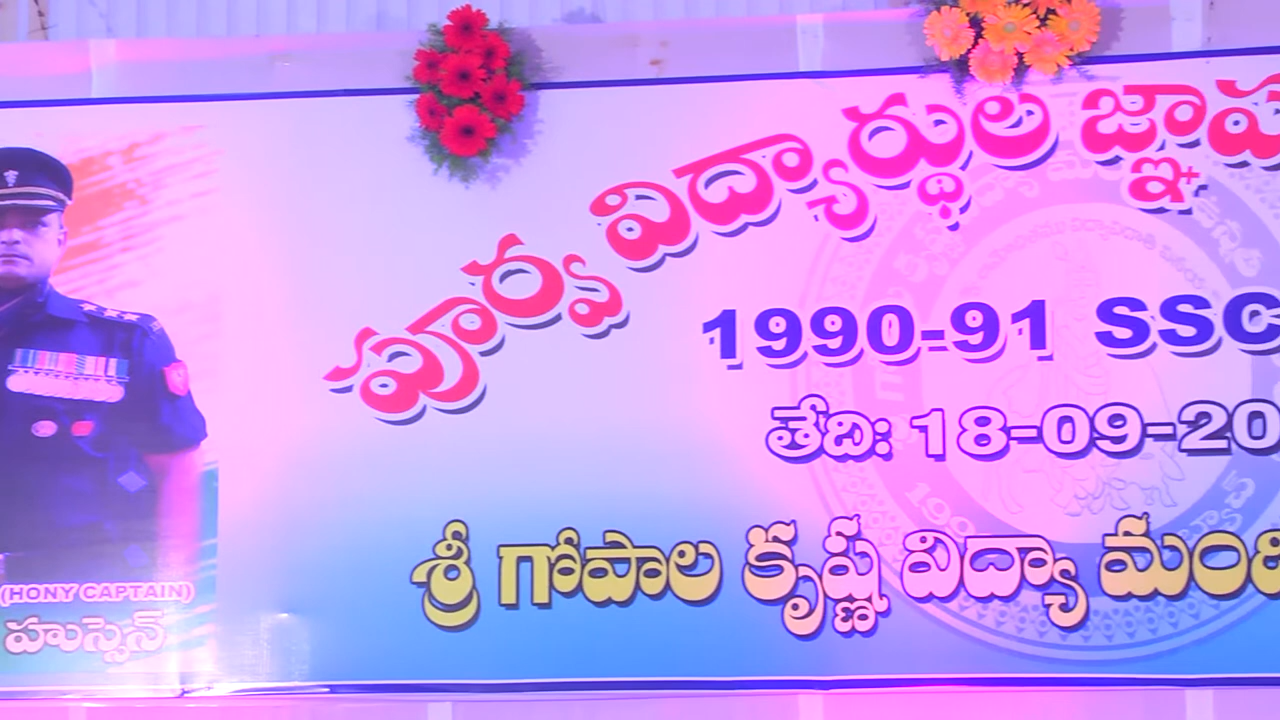 పూర్వ విద్యార్థుల
1990-91 SSC
తేదిః 18-09-20
శ్రీ గోపాల కృష్ణ విద్యా
(HONY CAPTAIN)
హుస్సెన్